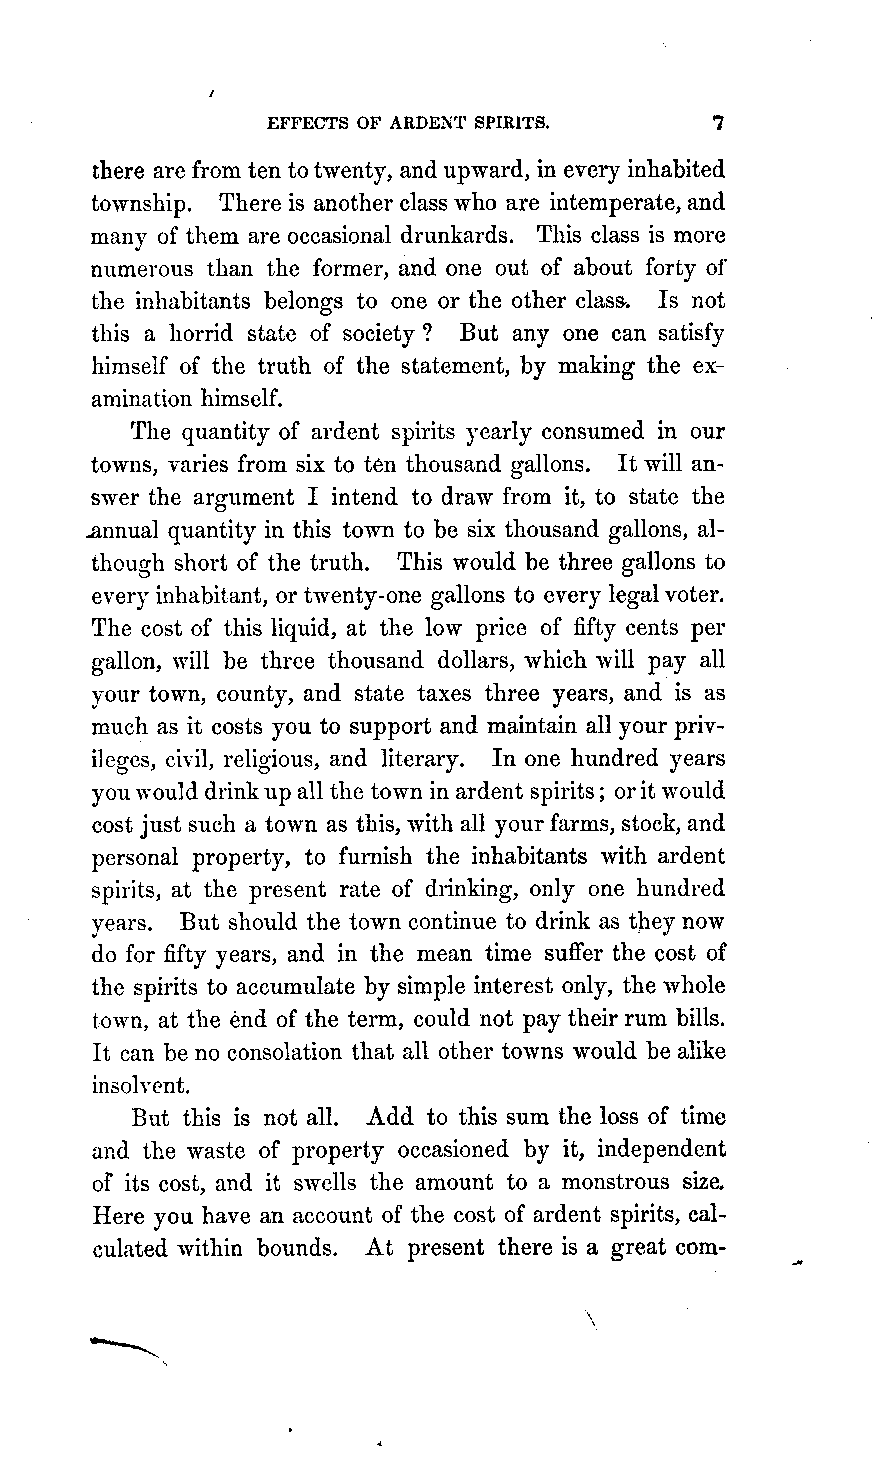 EFFECTS OF ARDENT SPIRITS. 7
there are from ten to twenty, and upward, in every inhabited
township. There is another class who are intemperate, and
many of them are occasional drunkards. This class is more
numerous than the former, and one out of about forty of
the inhabitants belongs to one or the other class. Is not
this a horrid state of society ? But any one can satisfy
himself of the truth of the statement, by making the ex-
amination himself.
The quantity of ardent spirits yearly consumed in our
towns, varies from six to ten thousand gallons. It will an-
swer the argument I intend to draw from it, to state the
annual quantity in this town to be six thousand gallons, al-
though short of the truth. This would be three gallons to
every inhabitant, or twenty-one gallons to every legal voter.
The cost of this liquid, at the low price of fifty cents per
gallon, will be three thousand dollars, which will pay all
your town, county, and state taxes three years, and is as
much as it costs you to support and maintain all your priv-
ileges, civil, religious, and literary. In one hundred years
you would drink up all the town in ardent spirits ; or it would
cost just such a town as this, with all your farms, stock, and
personal property, to furnish the inhabitants with ardent
spirits, at the present rate of drinking, only one hundred
years. But should the town continue to drink as they now
do for fifty years, and in the mean time suffer the cost of
the spirits to accumulate by simple interest only, the whole
town, at the end of the term, could not pay their rum bills.
It can be no consolation that all other towns would be alike
insolvent.
But this is not all. Add to this sum the loss of time
and the waste of property occasioned by it, independent
of its cost, and it swells the amount to a monstrous size.
Here you have an account of the cost of ardent spirits, cal-
culated within bounds. At present there is a great com-